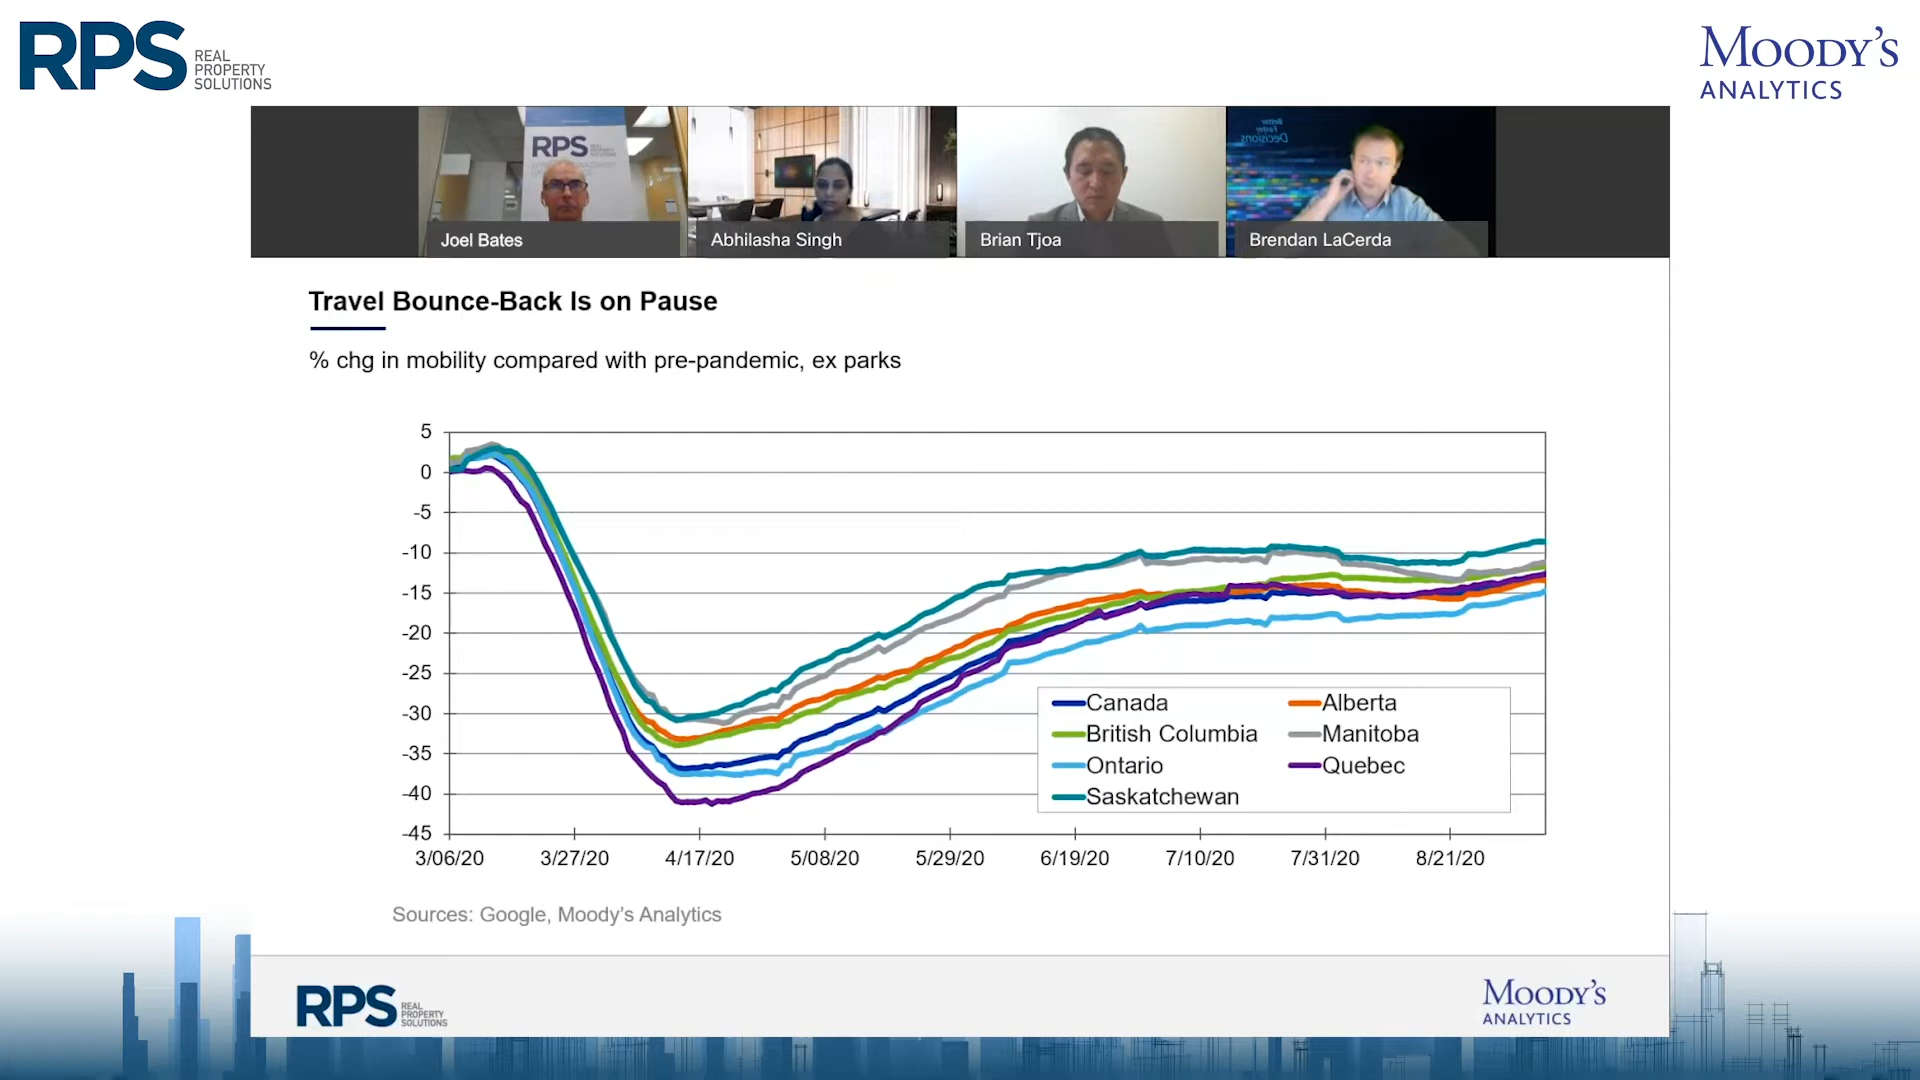 RPS REAL PROPERTY SOLUTIONS
MOODY'S ANALYTICS
RPS
Better
Faster
Decisions
Joel Bates
Abhilasha Singh
Brian Tjoa
Brendan LaCerda
Travel Bounce-Back Is on Pause
% chg in mobility compared with pre-pandemic, ex parks
5
0
-5
-10
-15
-20
-25
-30
-35
-40
-45
3/06/20 3/27/20 4/17/20 5/08/20 5/29/20 6/19/20 7/10/20 7/31/20 8/21/20
Canada Alberta
British Columbia Manitoba
Ontario Quebec
Saskatchewan
Sources: Google, Moody's Analytics
RPS REAL PROPERTY SOLUTIONS
MOODY'S ANALYTICS